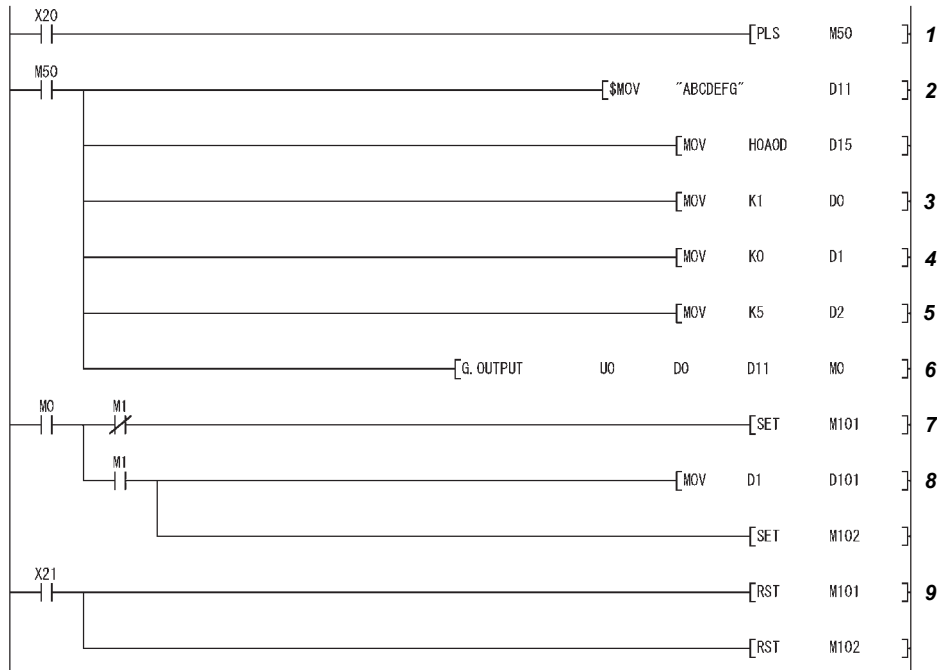 X20
[PLS M50 ] 1
M50
[$MOV "ABCDEFG" D11 ] 2
[MOV H0A0D D15 ]
[MOV K1 D0 ] 3
[MOV K0 D1 ] 4
[MOV K5 D2 ] 5
[G.OUTPUT U0 D0 D11 M0 ] 6
M0 M1
[SET M101 ] 7
M1
[MOV D1 D101 ] 8
[SET M102 ]
X21
[RST M101 ] 9
[RST M102 ]